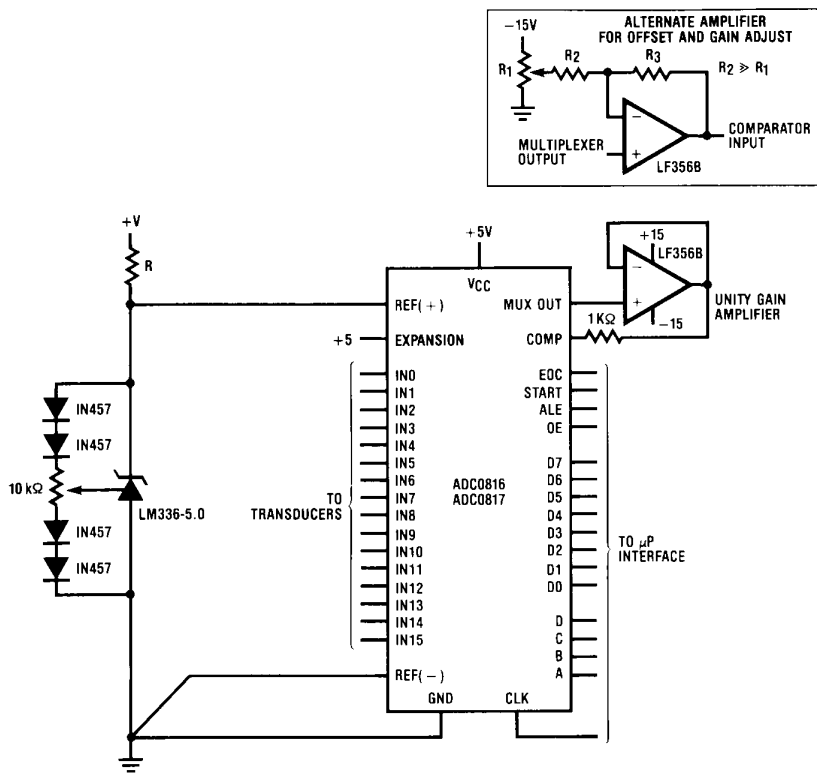 ALTERNATE AMPLIFIER
FOR OFFSET AND GAIN ADJUST
−15V
R1
R2
R3
R2 ≫ R1
−
+
MULTIPLEXER
OUTPUT
COMPARATOR
INPUT
LF356B
+V
R
+5V
VCC
REF(+)
MUX OUT
+15
LF356B
−
+
−15
UNITY GAIN
AMPLIFIER
1KΩ
+5
EXPANSION
COMP
IN0
IN1
IN2
IN3
IN4
IN5
IN6
IN7
IN8
IN9
IN10
IN11
IN12
IN13
IN14
IN15
TO
TRANSDUCERS
ADC0816
ADC0817
EOC
START
ALE
OE
D7
D6
D5
D4
D3
D2
D1
D0
D
C
B
A
TO µP
INTERFACE
IN457
IN457
10 kΩ
LM336-5.0
IN457
IN457
REF(−)
GND
CLK